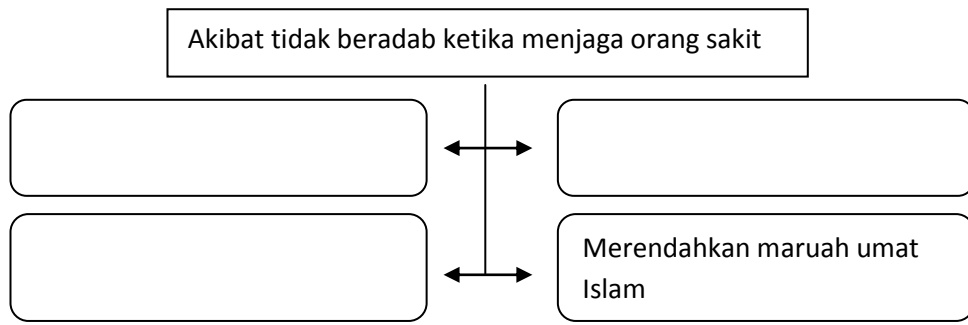 Akibat tidak beradab ketika menjaga orang sakit
Merendahkan maruah umat
Islam